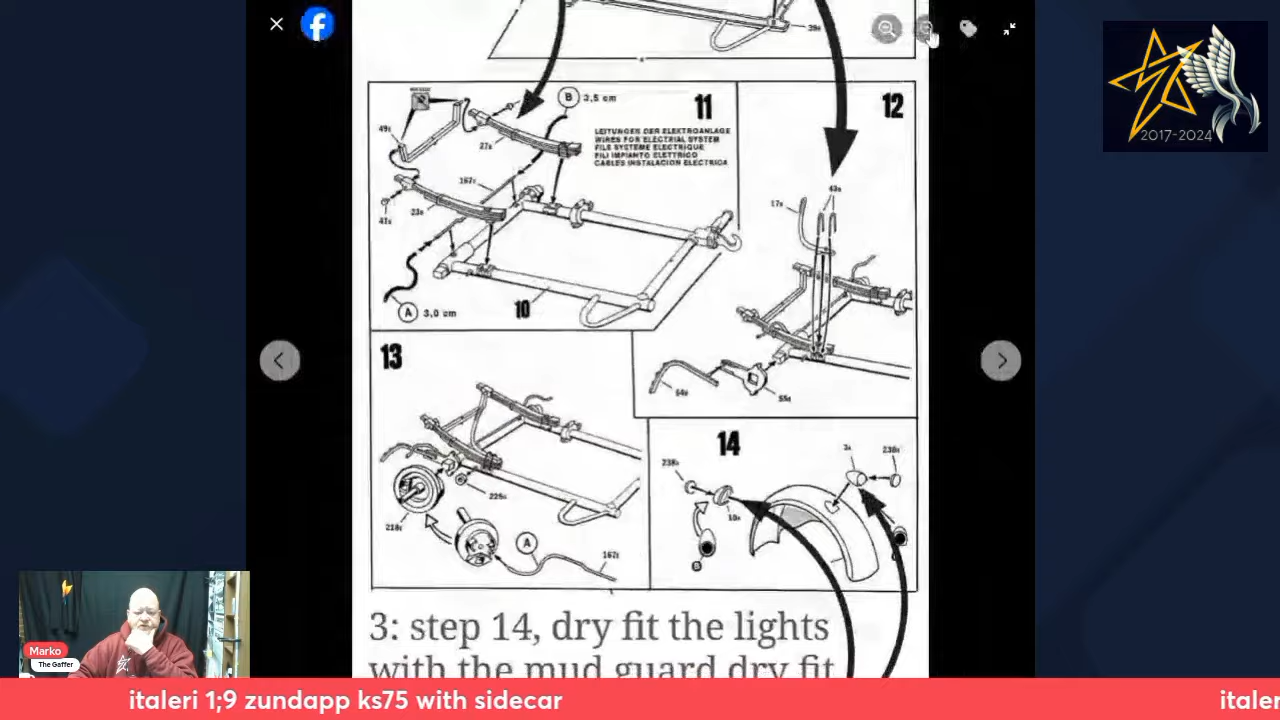 2017-2024
B 3,5 cm
11
12
LEITUNGEN DER ELEKTROANLAGE
WIRES FOR ELECTRIAL SYSTEM
FILS SYSTEME ELECTRIQUE
FILI IMPIANTO ELETTRICO
CABLES INSTALACION ELECTRICA
A 3,0 cm
10
13
14
A
B
3: step 14, dry fit the lights
with the mud guard dry fit
Marko
The Gaffer
italeri 1;9 zundapp ks75 with sidecar
italer